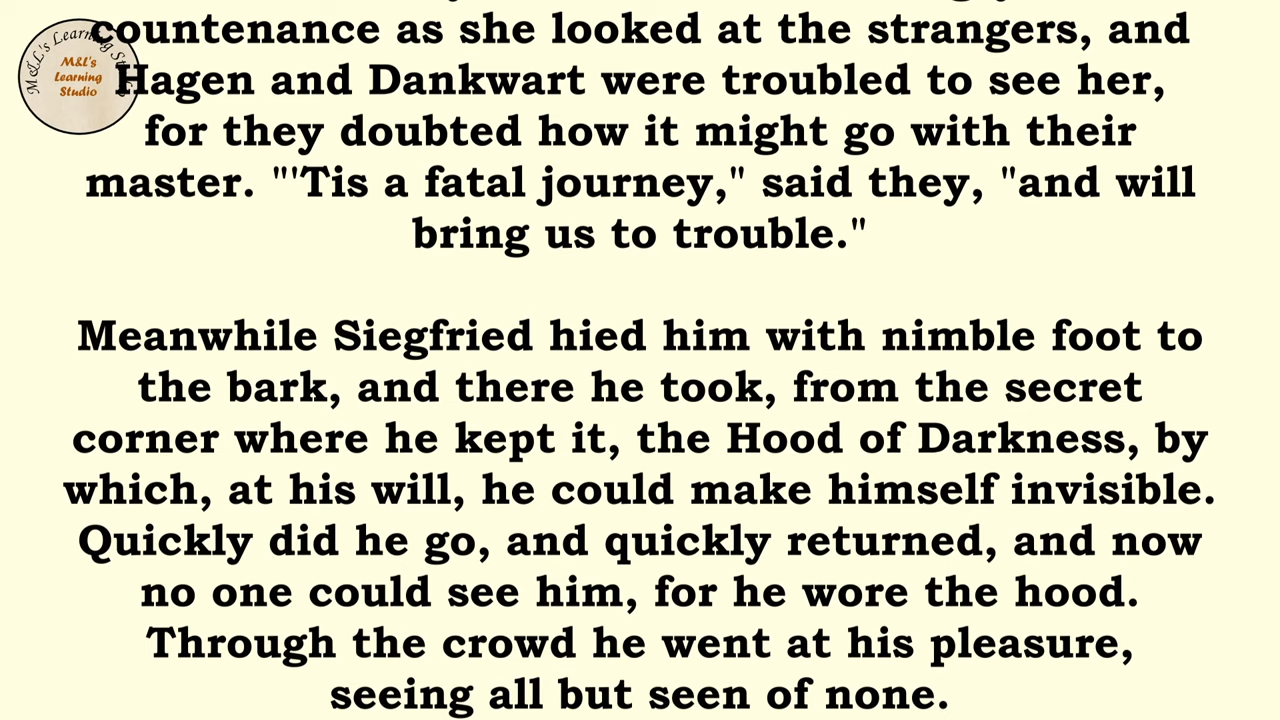 countenance as she looked at the strangers, and
Hagen and Dankwart were troubled to see her,
for they doubted how it might go with their
master. "'Tis a fatal journey," said they, "and will
bring us to trouble."
Meanwhile Siegfried hied him with nimble foot to
the bark, and there he took, from the secret
corner where he kept it, the Hood of Darkness, by
which, at his will, he could make himself invisible.
Quickly did he go, and quickly returned, and now
no one could see him, for he wore the hood.
Through the crowd he went at his pleasure,
seeing all but seen of none.
M&L's
Learning
Studio